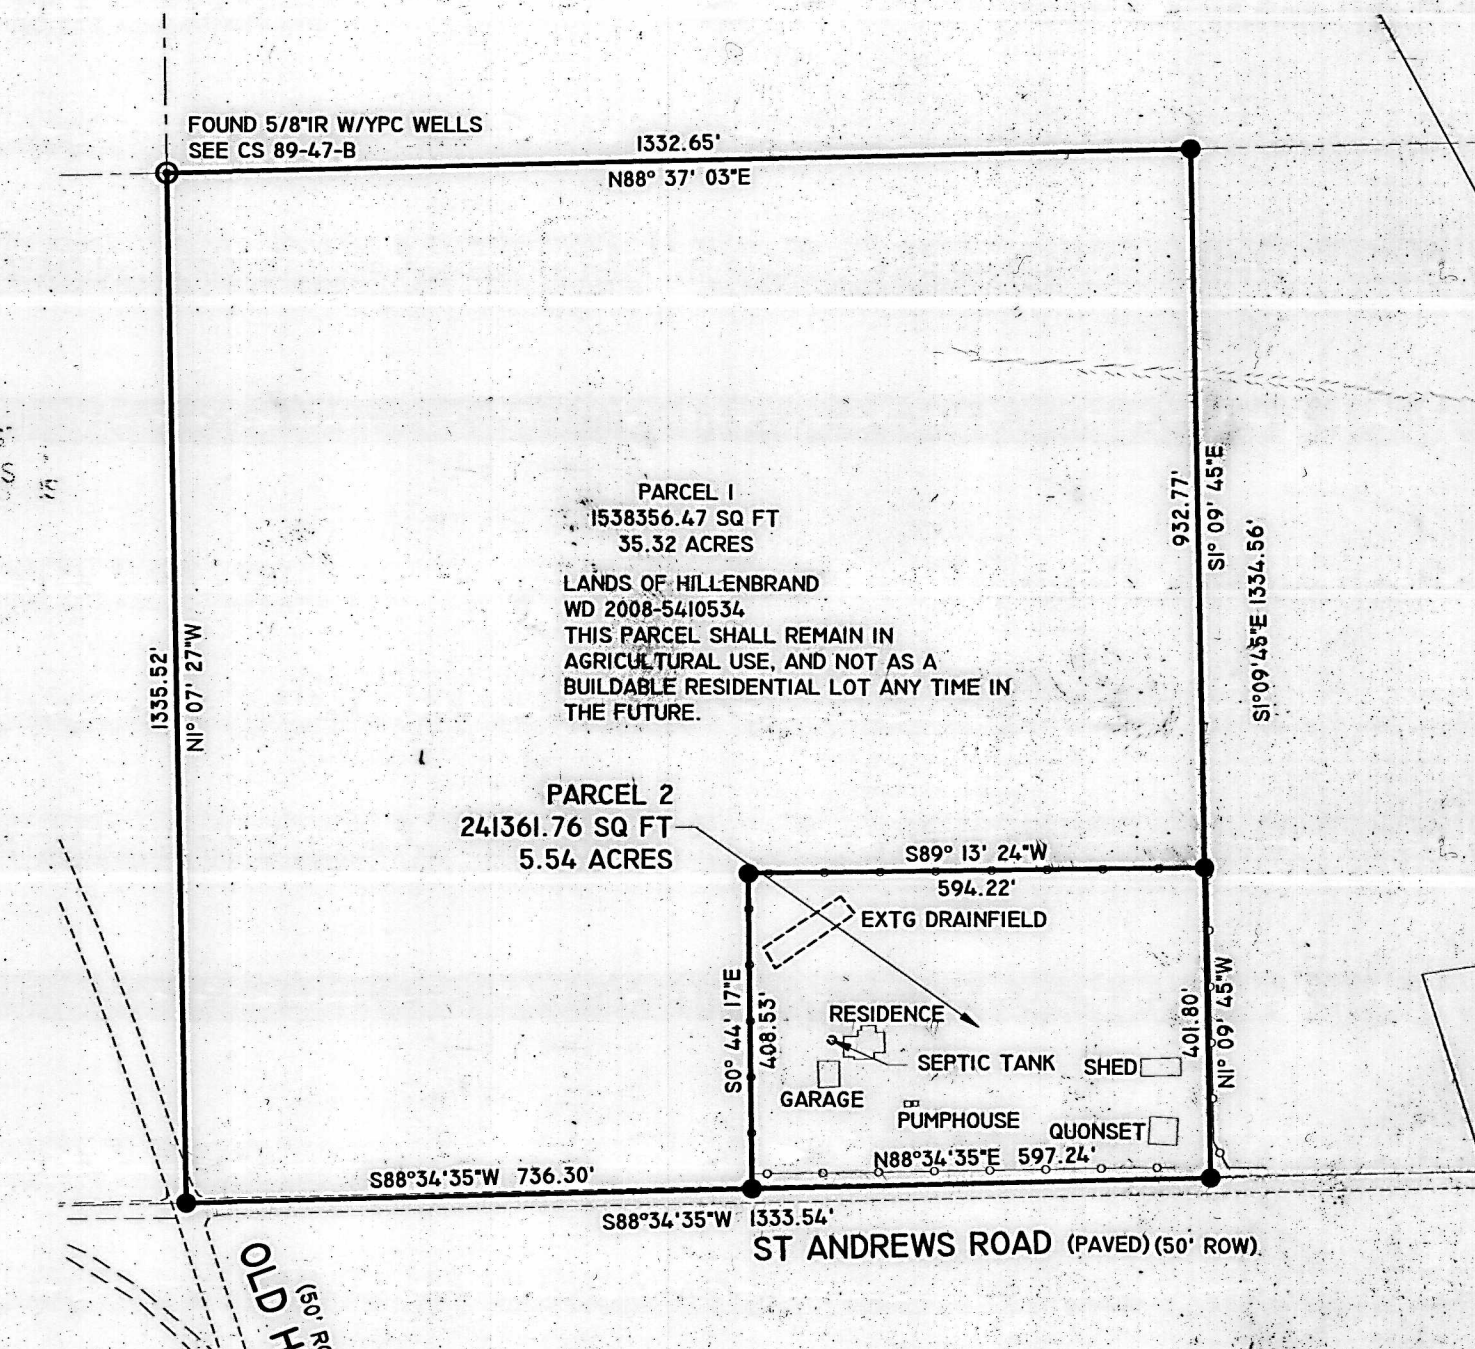 FOUND 5/8"IR W/YPC WELLS
SEE CS 89-47-B
1332.65'
N88° 37' 03"E
932.77'
S1° 09' 45"E
S1°09'45"E 1334.56'
1335.52'
N1° 07' 27"W
PARCEL 1
1538356.47 SQ FT
35.32 ACRES
LANDS OF HILLENBRAND
WD 2008-5410534
THIS PARCEL SHALL REMAIN IN
AGRICULTURAL USE, AND NOT AS A
BUILDABLE RESIDENTIAL LOT ANY TIME IN
THE FUTURE.
PARCEL 2
241361.76 SQ FT
5.54 ACRES
S89° 13' 24"W
594.22'
EXTG DRAINFIELD
S0° 44' 17"E
408.53'
RESIDENCE
SEPTIC TANK
SHED
GARAGE
PUMPHOUSE
QUONSET
401.80'
N1° 09' 45"W
N88°34'35"E 597.24'
S88°34'35"W 736.30'
S88°34'35"W 1333.54'
ST ANDREWS ROAD (PAVED) (50' ROW)
OLD H
(50' RO